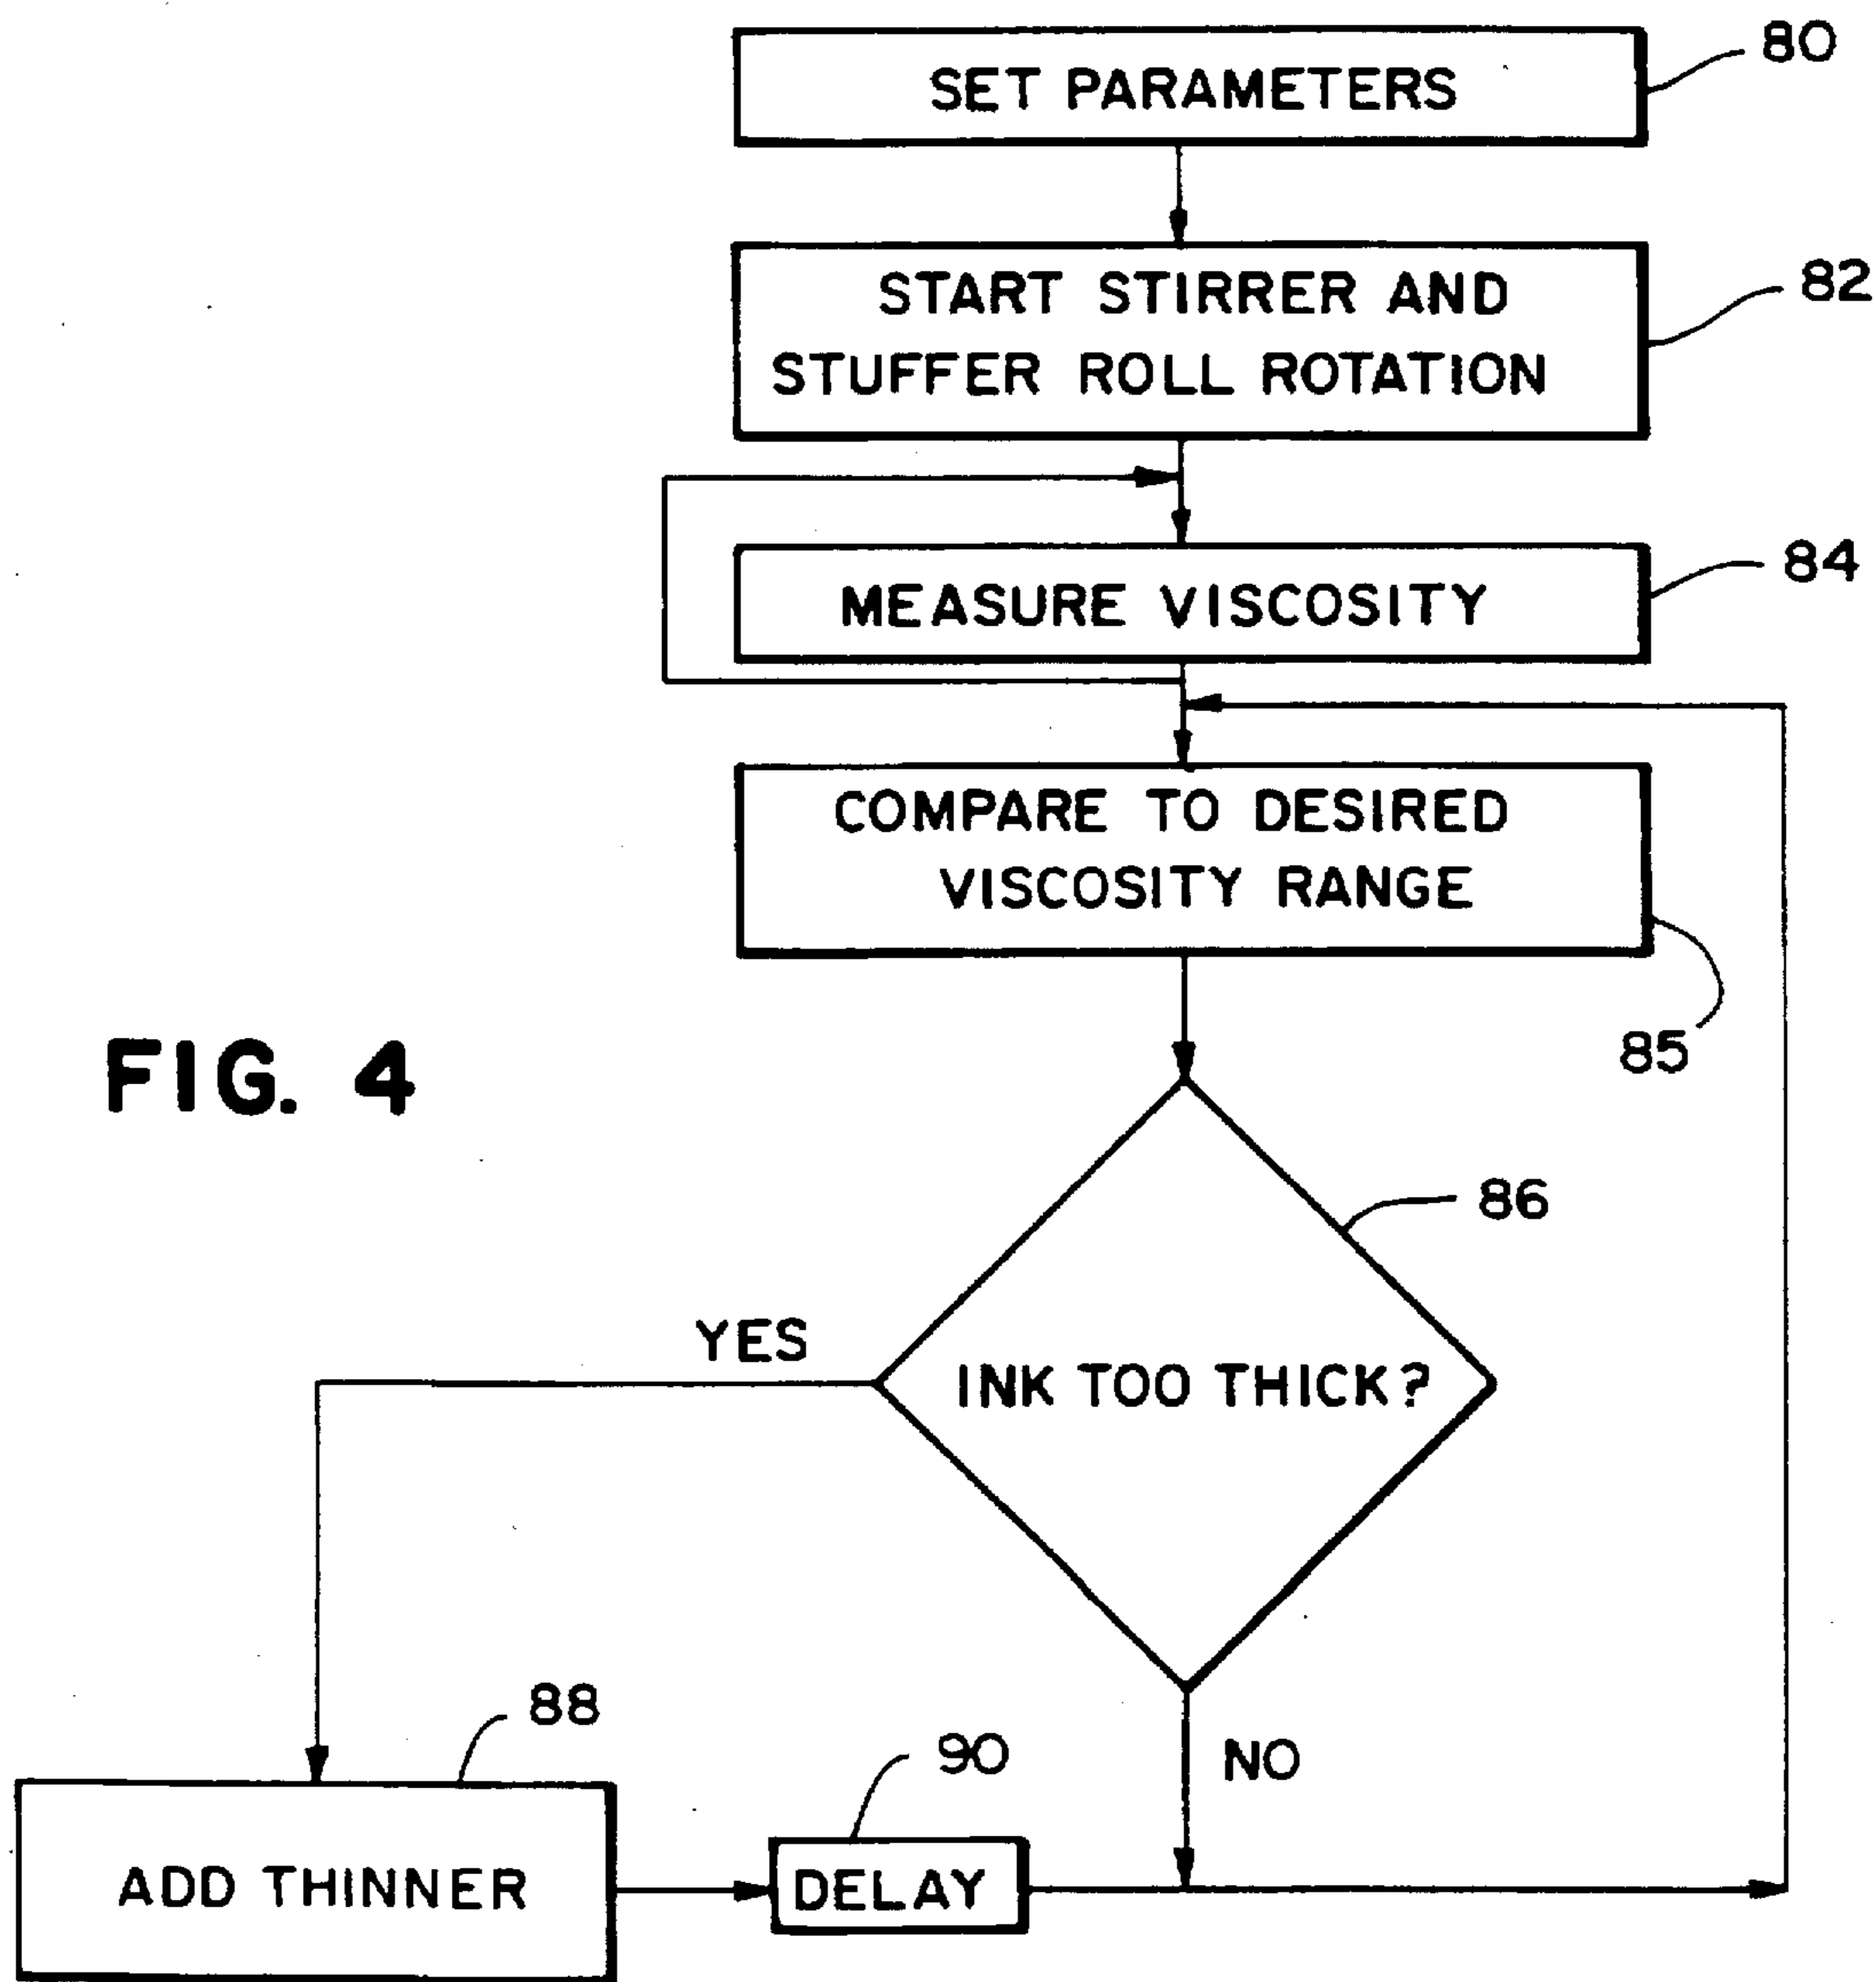 SET PARAMETERS
80
START STIRRER AND
STUFFER ROLL ROTATION
82
MEASURE VISCOSITY
84
COMPARE TO DESIRED
VISCOSITY RANGE
85
FIG. 4
86
INK TOO THICK?
YES
NO
88
ADD THINNER
90
DELAY